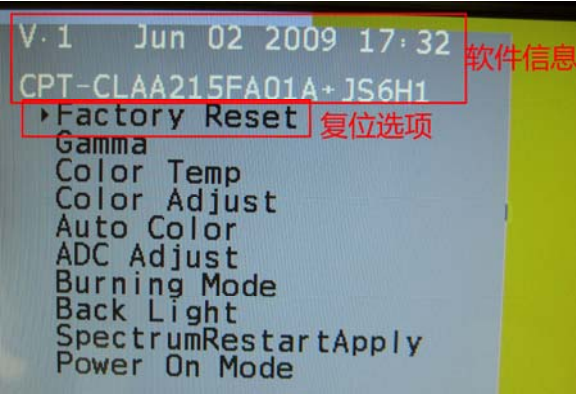 V.1 Jun 02 2009 17:32
软件信息
CPT-CLAA215FA01A+JS6H1
Factory Reset
复位选项
Gamma
Color Temp
Color Adjust
Auto Color
ADC Adjust
Burning Mode
Back Light
SpectrumRestartApply
Power On Mode